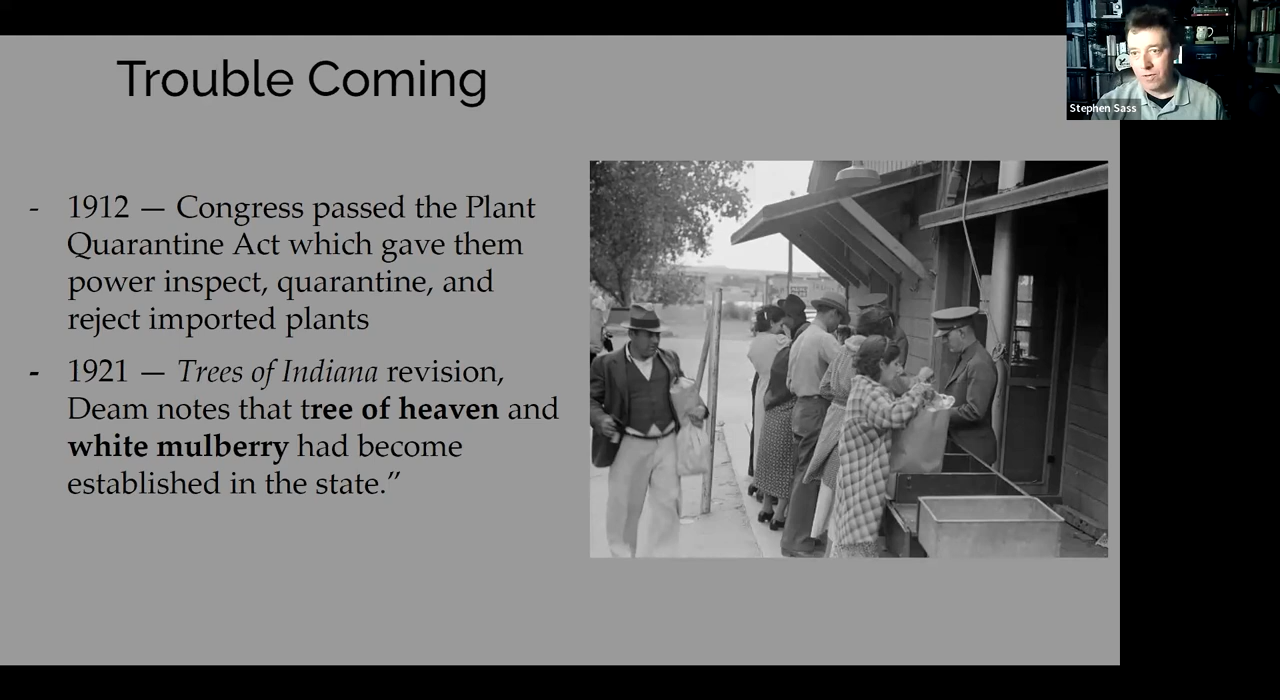 Trouble Coming
Stephen Sass
- 1912 — Congress passed the Plant
Quarantine Act which gave them
power inspect, quarantine, and
reject imported plants
- 1921 — Trees of Indiana revision,
Deam notes that tree of heaven and
white mulberry had become
established in the state.”